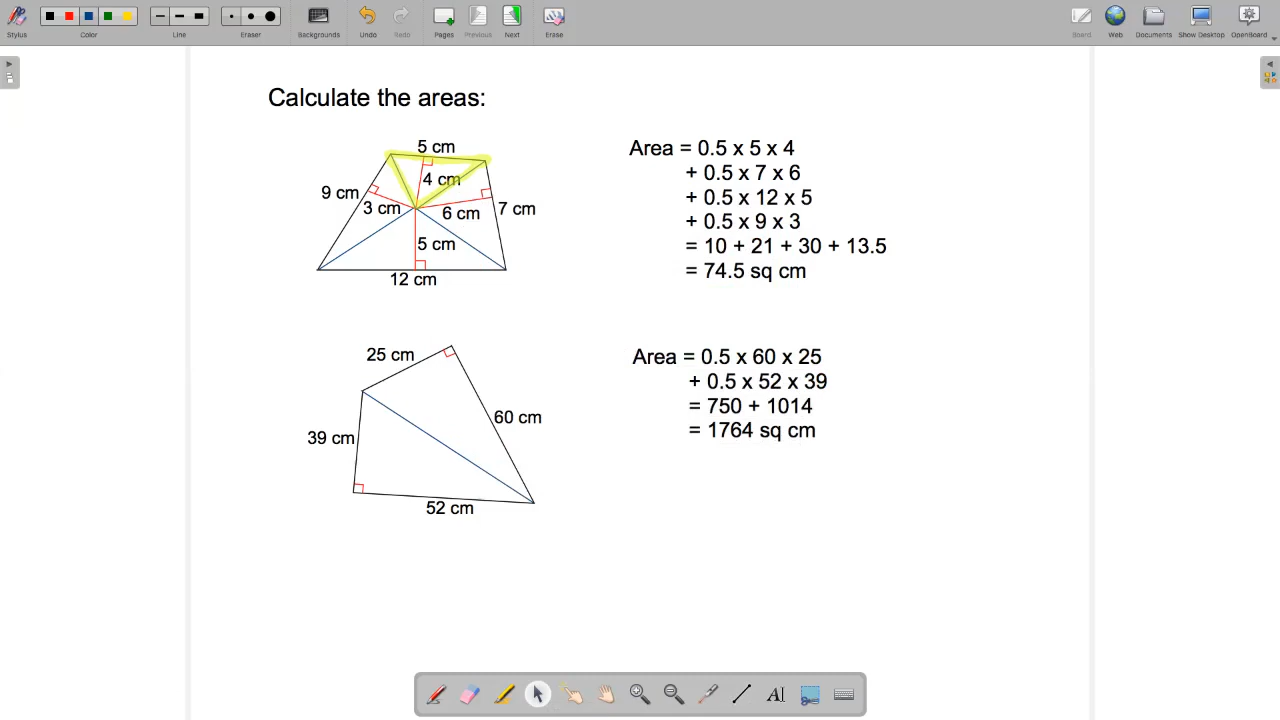 Stylus
Color
Line
Eraser
Backgrounds
Undo
Redo
Pages
Previous
Next
Erase
Board
Web
Documents
Show Desktop
OpenBoard
Calculate the areas:
5 cm
9 cm
4 cm
3 cm
6 cm
7 cm
5 cm
12 cm
Area = 0.5 x 5 x 4
+ 0.5 x 7 x 6
+ 0.5 x 12 x 5
+ 0.5 x 9 x 3
= 10 + 21 + 30 + 13.5
= 74.5 sq cm
25 cm
60 cm
39 cm
52 cm
Area = 0.5 x 60 x 25
+ 0.5 x 52 x 39
= 750 + 1014
= 1764 sq cm
AI